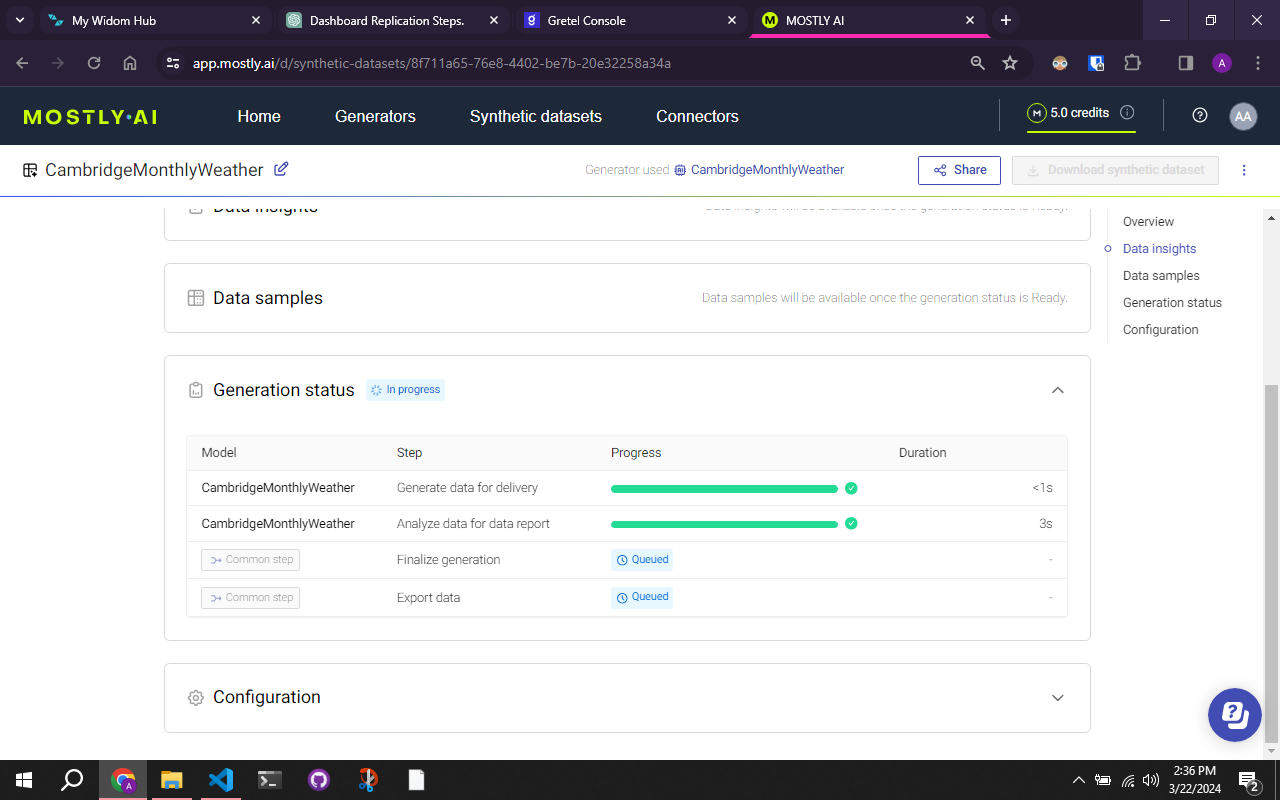 My Widom Hub
Dashboard Replication Steps.
Gretel Console
MOSTLY AI
app.mostly.ai/d/synthetic-datasets/8f711a65-76e8-4402-be7b-20e32258a34a
MOSTLY·AI
Home
Generators
Synthetic datasets
Connectors
5.0 credits
AA
CambridgeMonthlyWeather
Generator used CambridgeMonthlyWeather
Share
Download synthetic dataset
Data insights
Data insights will be available once the generation status is Ready.
Overview
Data insights
Data samples
Generation status
Configuration
Data samples
Data samples will be available once the generation status is Ready.
Generation status In progress
Model Step Progress Duration
CambridgeMonthlyWeather Generate data for delivery <1s
CambridgeMonthlyWeather Analyze data for data report 3s
Common step Finalize generation Queued -
Common step Export data Queued -
Configuration
2:36 PM
3/22/2024
2